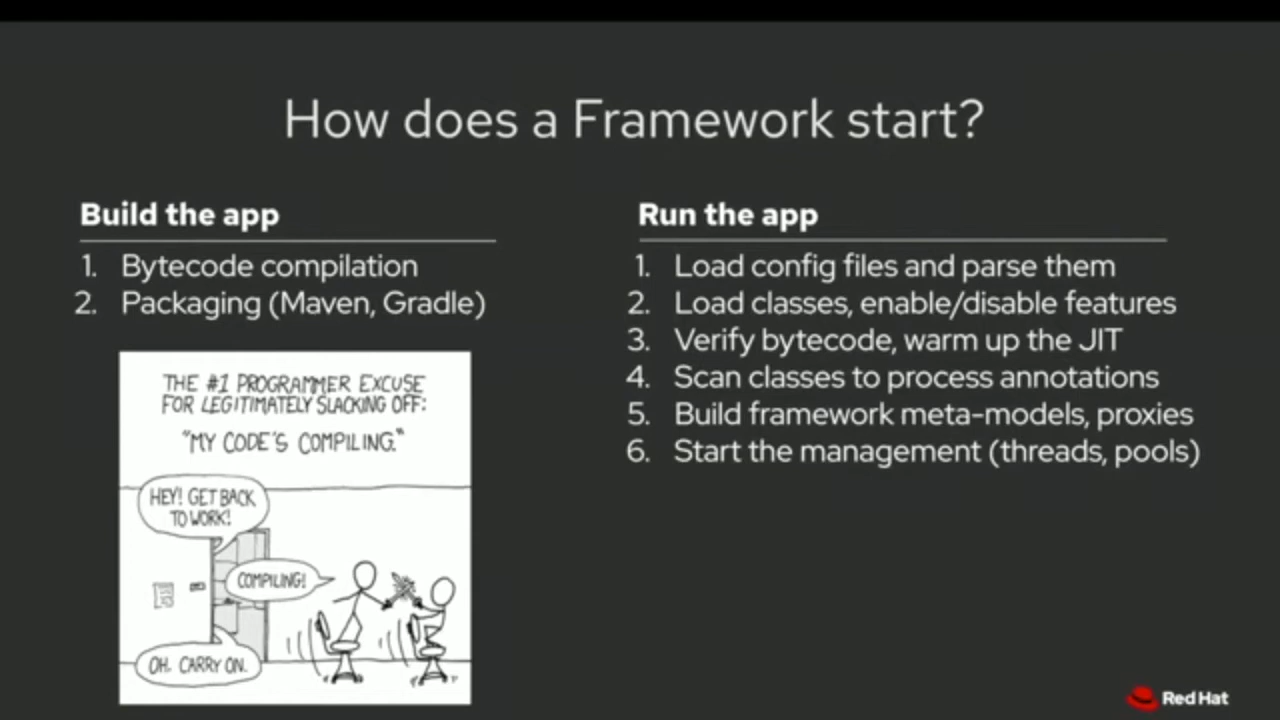 How does a Framework start?
Build the app
1. Bytecode compilation
2. Packaging (Maven, Gradle)
THE #1 PROGRAMMER EXCUSE
FOR LEGITIMATELY SLACKING OFF:
"MY CODE'S COMPILING."
HEY! GET BACK
TO WORK!
COMPILING!
OH. CARRY ON.
Run the app
1. Load config files and parse them
2. Load classes, enable/disable features
3. Verify bytecode, warm up the JIT
4. Scan classes to process annotations
5. Build framework meta-models, proxies
6. Start the management (threads, pools)
Red Hat